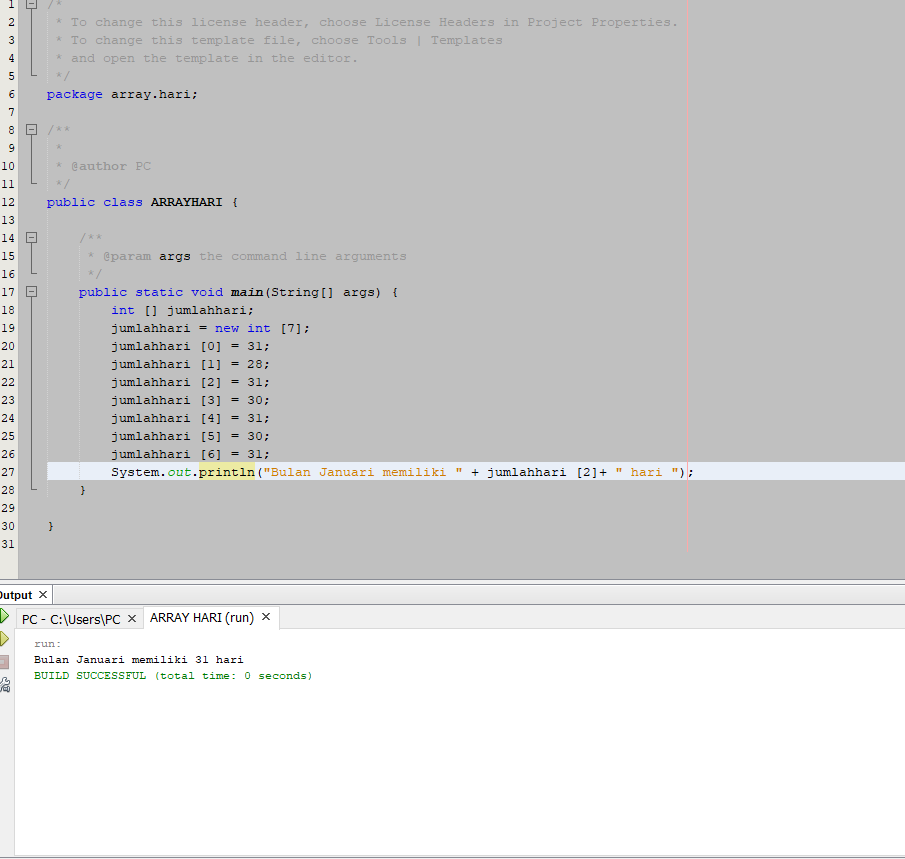 1 /*
2 * To change this license header, choose License Headers in Project Properties.
3 * To change this template file, choose Tools | Templates
4 * and open the template in the editor.
5 */
6 package array.hari;
7
8 /**
9 *
10 * @author PC
11 */
12 public class ARRAYHARI {
13
14 /**
15 * @param args the command line arguments
16 */
17 public static void main(String[] args) {
18 int [] jumlahhari;
19 jumlahhari = new int [7];
20 jumlahhari [0] = 31;
21 jumlahhari [1] = 28;
22 jumlahhari [2] = 31;
23 jumlahhari [3] = 30;
24 jumlahhari [4] = 31;
25 jumlahhari [5] = 30;
26 jumlahhari [6] = 31;
27 System.out.println("Bulan Januari memiliki " + jumlahhari [2]+ " hari ");
28 }
29
30 }
31
Output ×
PC - C:\Users\PC × ARRAY HARI (run) ×
run:
Bulan Januari memiliki 31 hari
BUILD SUCCESSFUL (total time: 0 seconds)